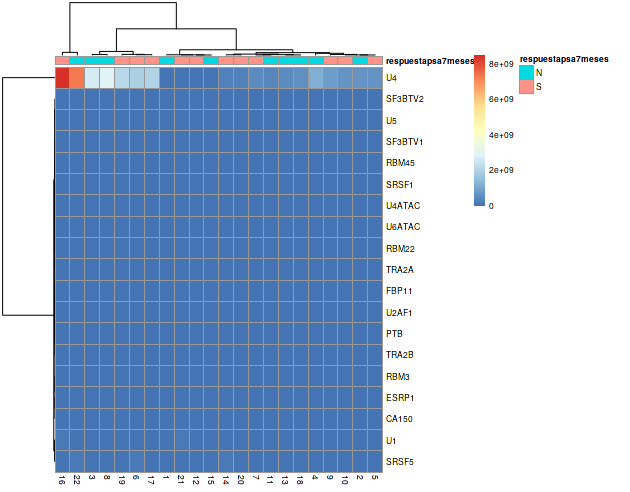 respuestapsa7meses
U4
SF3BTV2
U5
SF3BTV1
RBM45
SRSF1
U4ATAC
U6ATAC
RBM22
TRA2A
FBP11
U2AF1
PTB
TRA2B
RBM3
ESRP1
CA150
U1
SRSF5
16 22 3 8 19 6 17 1 21 12 15 14 20 7 11 13 18 4 9 10 2 5
8e+09
6e+09
4e+09
2e+09
0
respuestapsa7meses
N
S